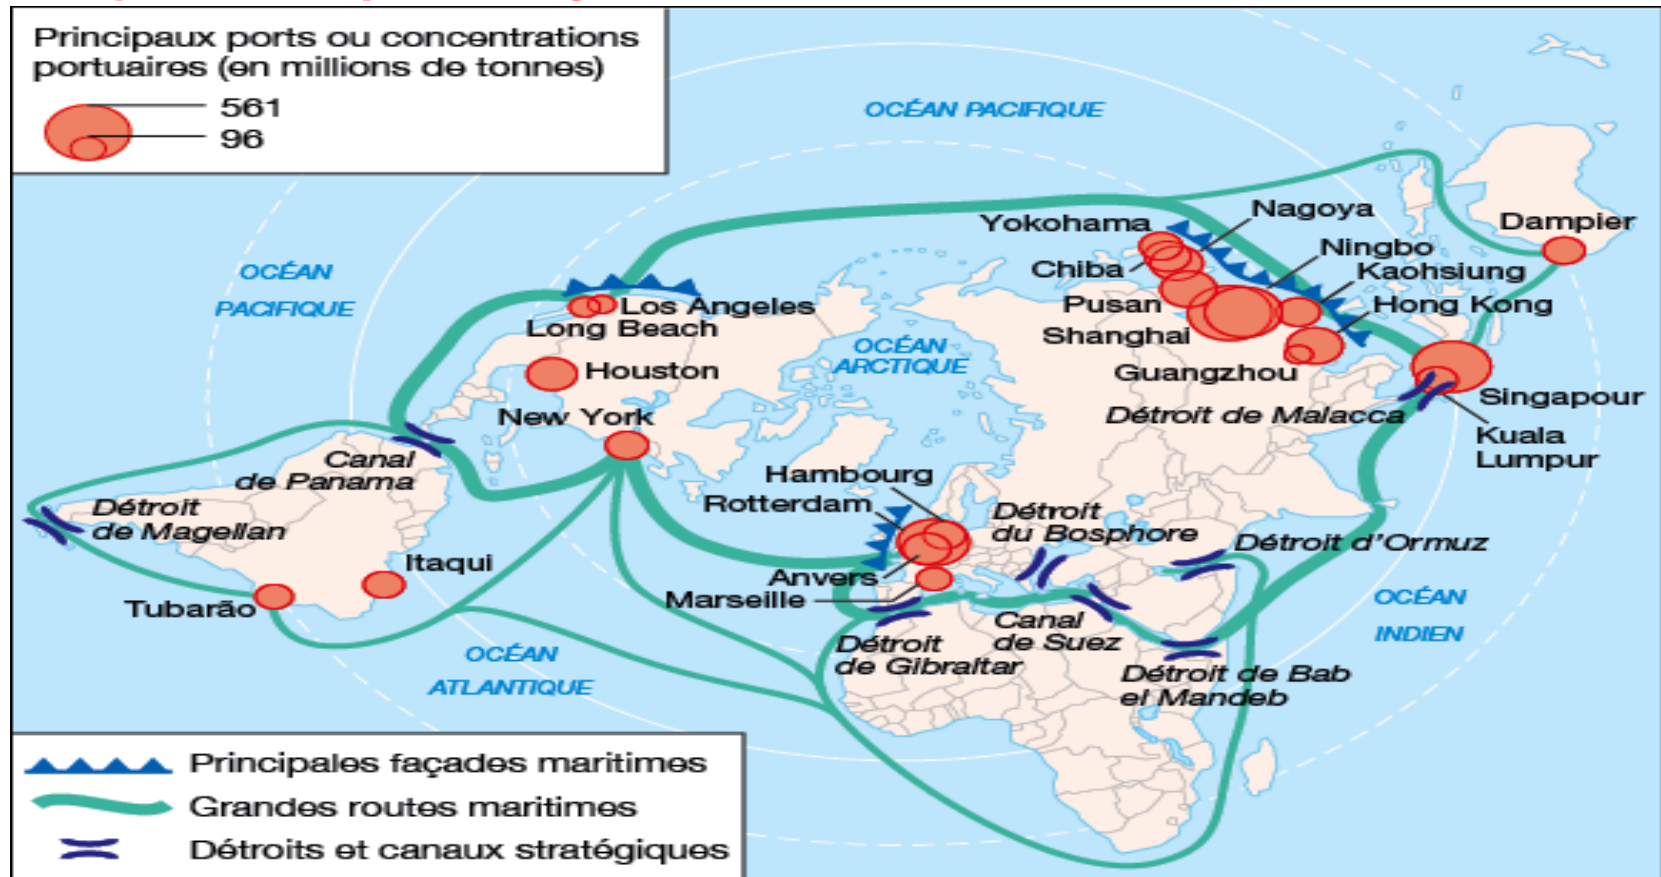 Principaux ports ou concentrations
portuaires (en millions de tonnes)
561
96
OCÉAN PACIFIQUE
OCÉAN
PACIFIQUE
OCÉAN
ARCTIQUE
Yokohama
Nagoya
Chiba
Ningbo
Kaohsiung
Pusan
Hong Kong
Shanghai
Guangzhou
Dampier
Singapour
Détroit de Malacca
Kuala
Lumpur
Los Angeles
Long Beach
Houston
New York
Canal
de Panama
Détroit
de Magellan
Itaqui
Tubarão
Hambourg
Rotterdam
Anvers
Marseille
Détroit
du Bosphore
Détroit d'Ormuz
Canal
de Suez
Détroit
de Gibraltar
Détroit de Bab
el Mandeb
OCÉAN
INDIEN
OCÉAN
ATLANTIQUE
Principales façades maritimes
Grandes routes maritimes
Détroits et canaux stratégiques